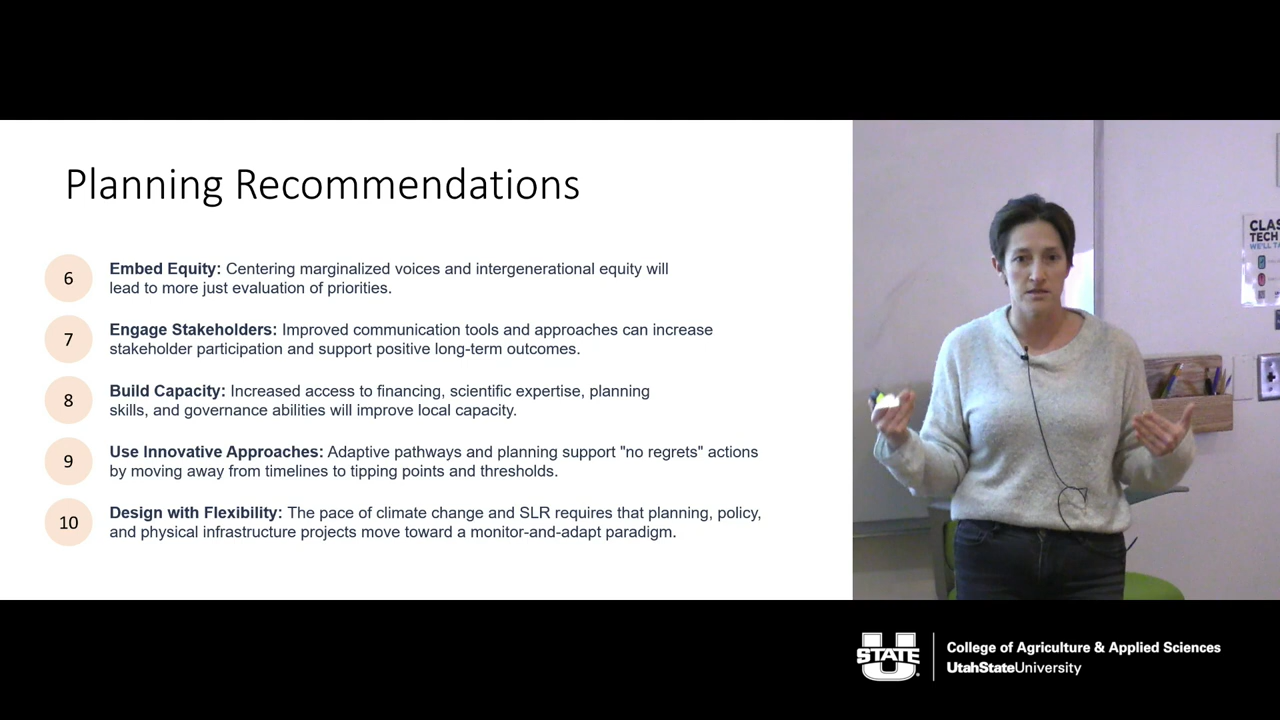 Planning Recommendations
6
Embed Equity: Centering marginalized voices and intergenerational equity will
lead to more just evaluation of priorities.
7
Engage Stakeholders: Improved communication tools and approaches can increase
stakeholder participation and support positive long-term outcomes.
8
Build Capacity: Increased access to financing, scientific expertise, planning
skills, and governance abilities will improve local capacity.
9
Use Innovative Approaches: Adaptive pathways and planning support "no regrets" actions
by moving away from timelines to tipping points and thresholds.
10
Design with Flexibility: The pace of climate change and SLR requires that planning, policy,
and physical infrastructure projects move toward a monitor-and-adapt paradigm.
TECH
U STATE
College of Agriculture & Applied Sciences
UtahStateUniversity